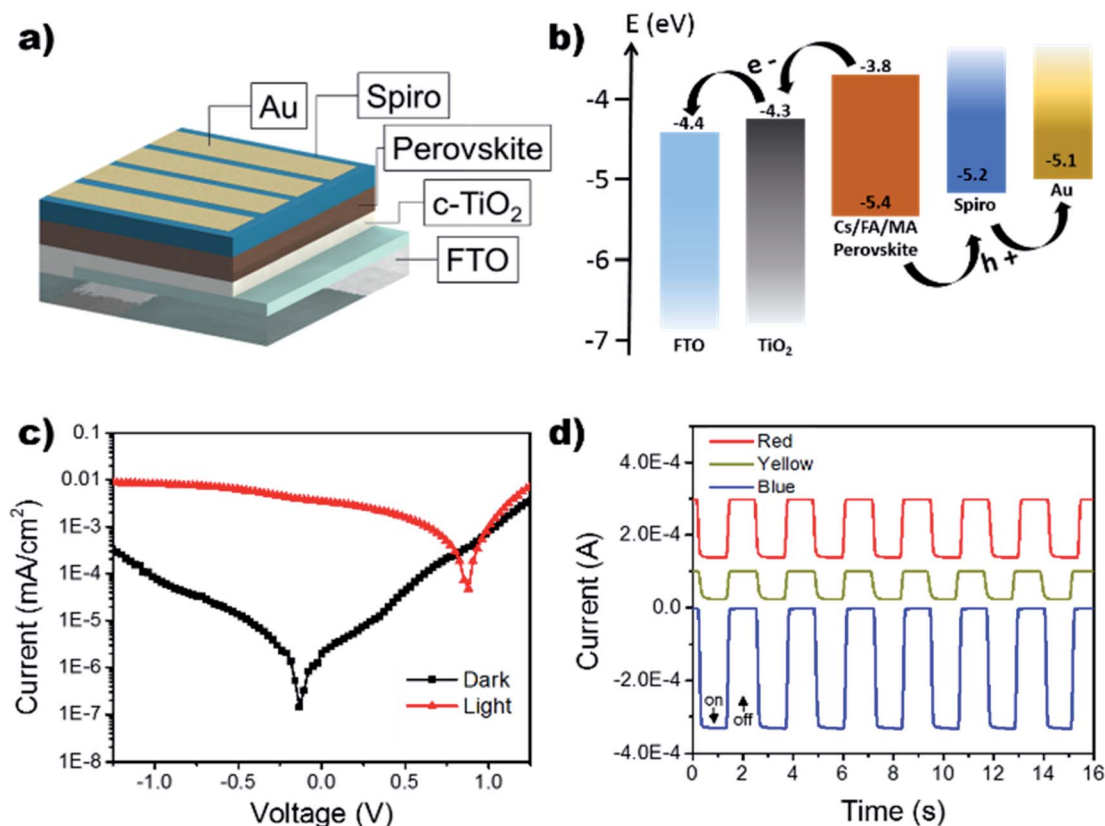 a)
Au
Spiro
Perovskite
c-TiO₂
FTO
b)
E (eV)
-4
-5
-6
-7
e -
-3.8
-4.3
-4.4
-5.4
-5.2
-5.1
Cs/FA/MA
Perovskite
Spiro
Au
h +
FTO
TiO₂
c)
Current (mA/cm²)
0.1
0.01
1E-3
1E-4
1E-5
1E-6
1E-7
1E-8
Dark
Light
-1.0 -0.5 0.0 0.5 1.0
Voltage (V)
d)
Current (A)
4.0E-4
2.0E-4
0.0
-2.0E-4
-4.0E-4
Red
Yellow
Blue
on
off
0 2 4 6 8 10 12 14 16
Time (s)